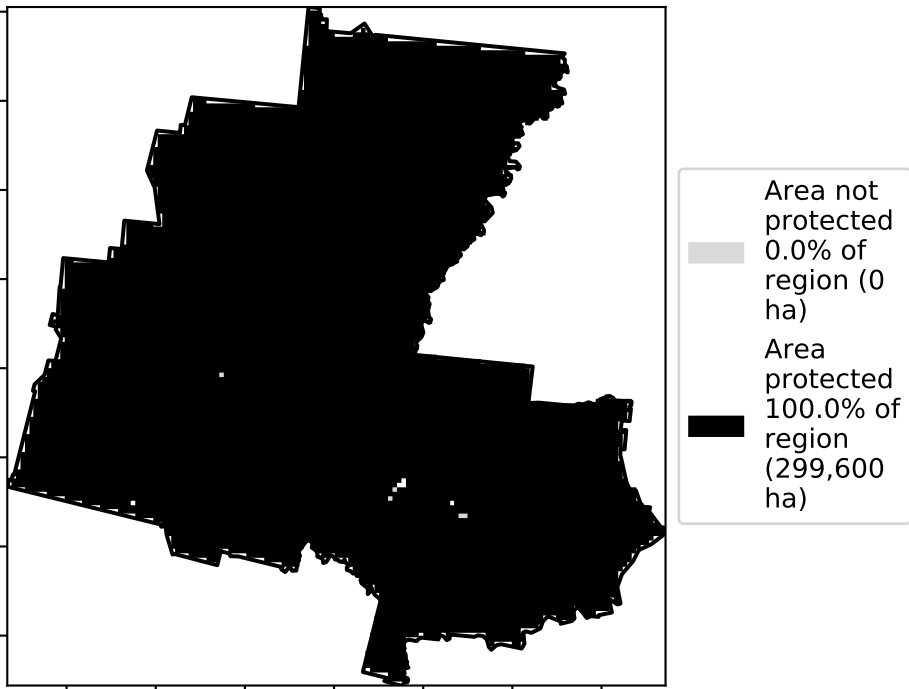 Area not
protected
0.0% of
region (0
ha)
Area
protected
100.0% of
region
(299,600
ha)